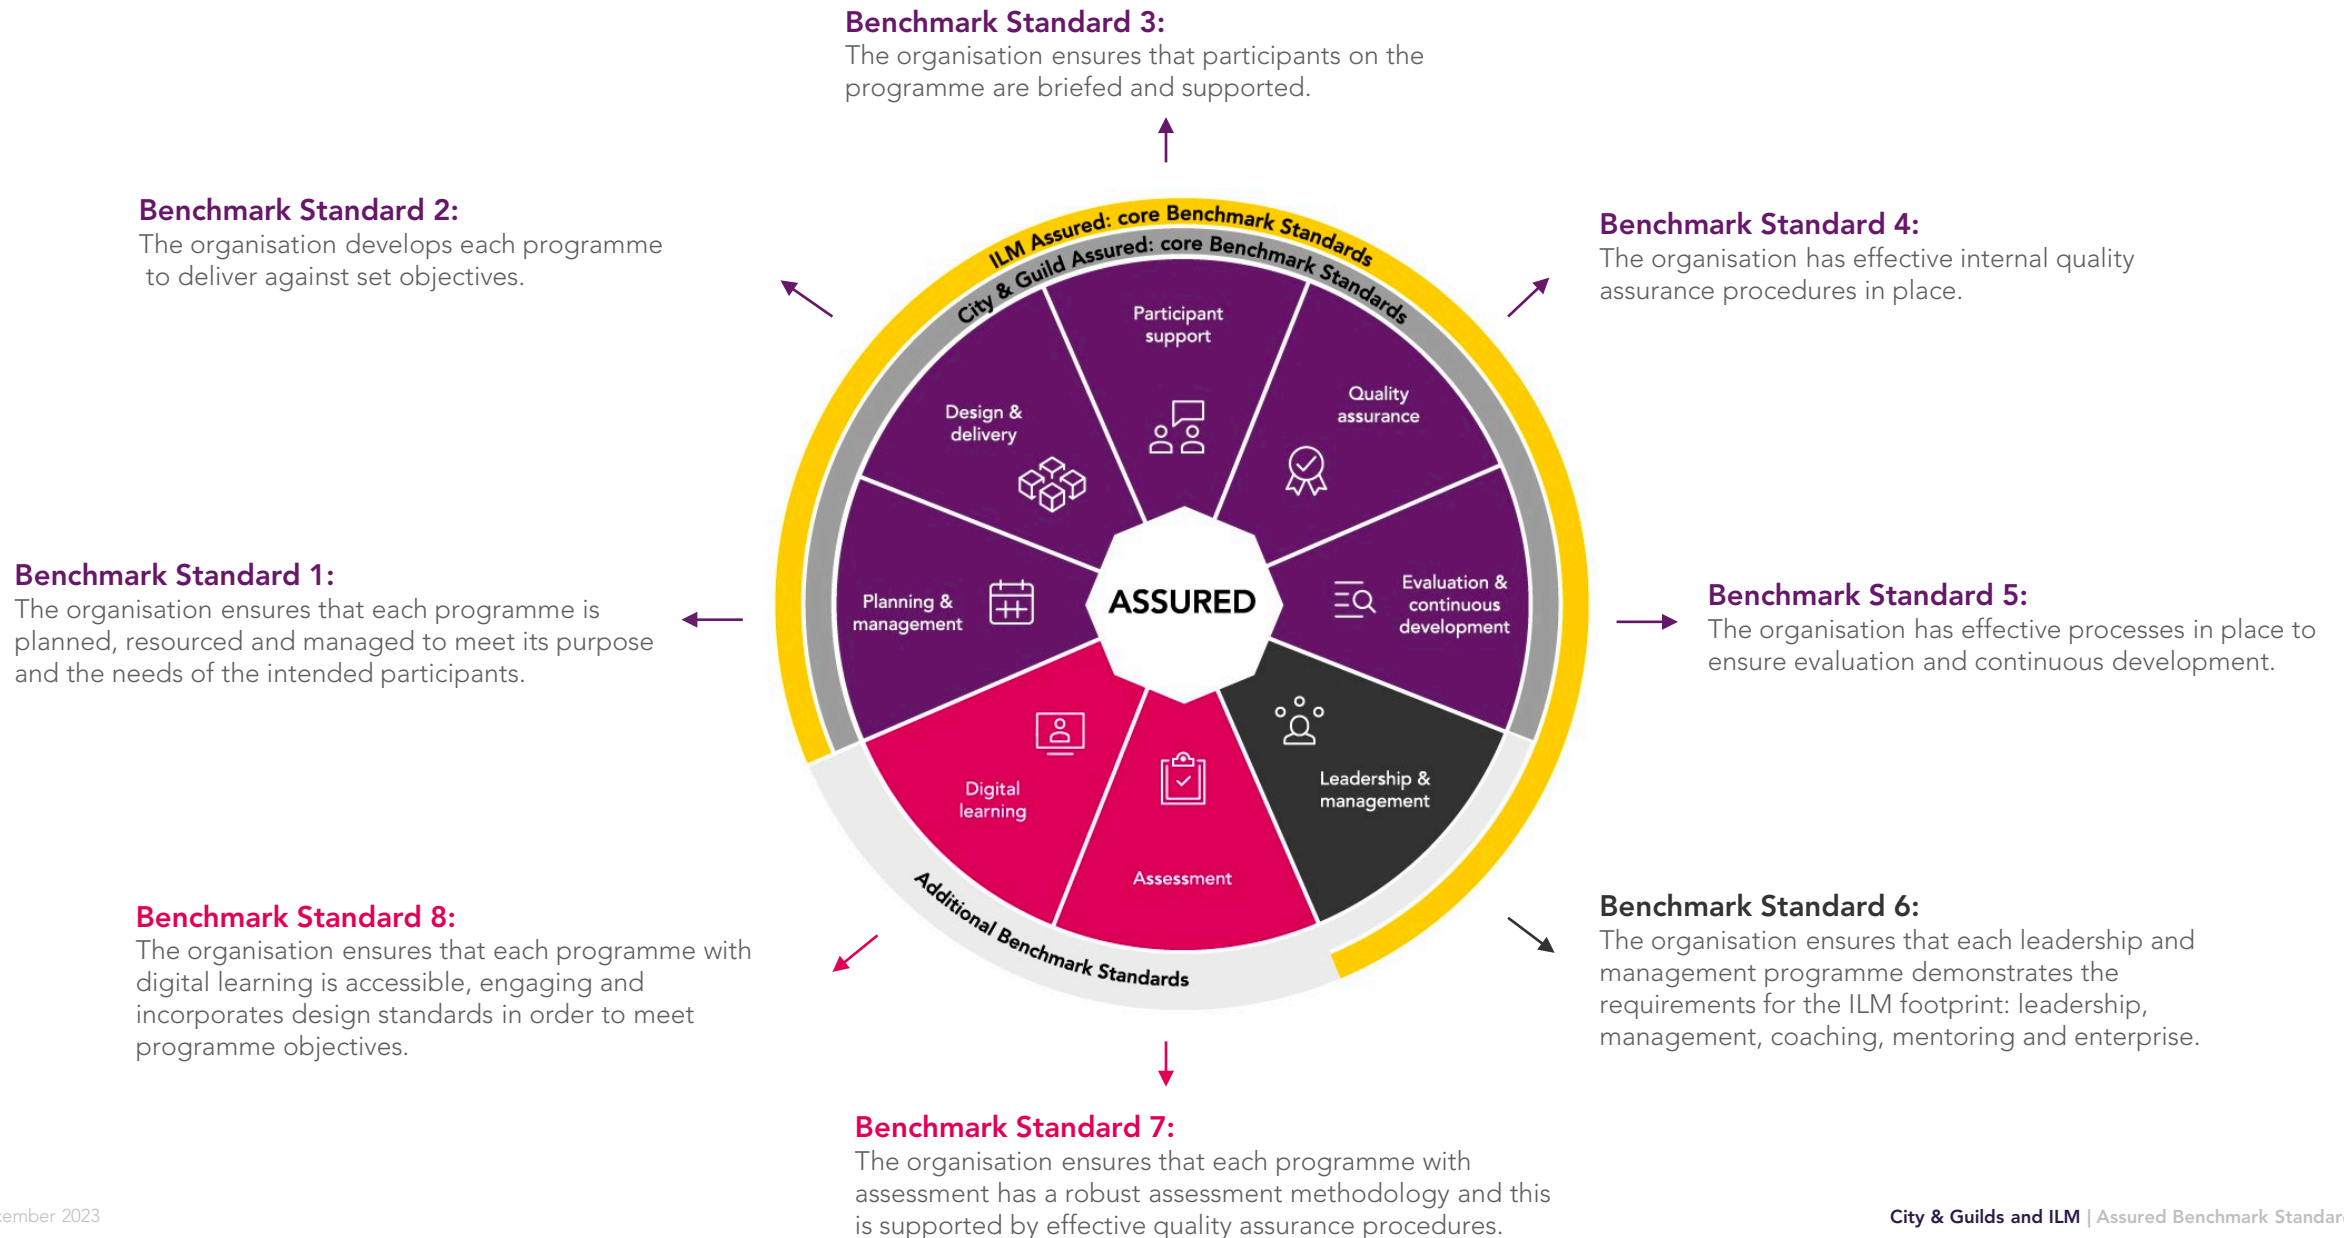 Benchmark Standard 3:
The organisation ensures that participants on the
programme are briefed and supported.
Benchmark Standard 2:
The organisation develops each programme
to deliver against set objectives.
Benchmark Standard 4:
The organisation has effective internal quality
assurance procedures in place.
Benchmark Standard 1:
The organisation ensures that each programme is
planned, resourced and managed to meet its purpose
and the needs of the intended participants.
Benchmark Standard 5:
The organisation has effective processes in place to
ensure evaluation and continuous development.
ILM Assured: core Benchmark Standards
City & Guild Assured: core Benchmark Standards
Participant
support
Quality
assurance
Design &
delivery
Planning &
management
ASSURED
Evaluation &
continuous
development
Digital
learning
Assessment
Leadership &
management
Additional Benchmark Standards
Benchmark Standard 8:
The organisation ensures that each programme with
digital learning is accessible, engaging and
incorporates design standards in order to meet
programme objectives.
Benchmark Standard 6:
The organisation ensures that each leadership and
management programme demonstrates the
requirements for the ILM footprint: leadership,
management, coaching, mentoring and enterprise.
Benchmark Standard 7:
The organisation ensures that each programme with
assessment has a robust assessment methodology and this
is supported by effective quality assurance procedures.
2023
City & Guilds and ILM | Assured Benchmark